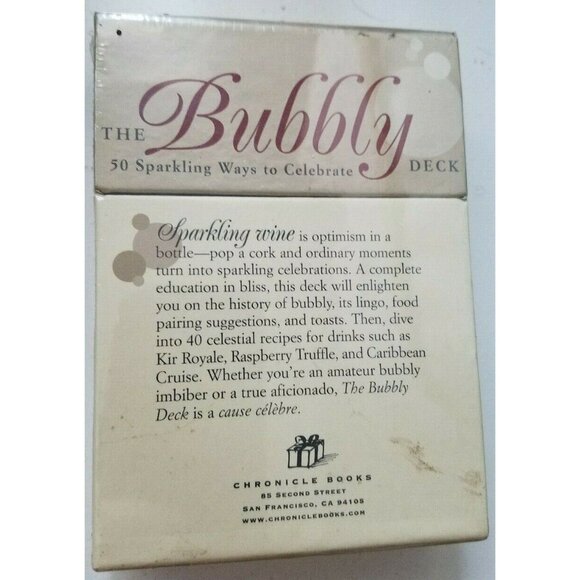 THE Bubbly DECK
50 Sparkling Ways to Celebrate
Sparkling wine is optimism in a
bottle—pop a cork and ordinary moments
turn into sparkling celebrations. A complete
education in bliss, this deck will enlighten
you on the history of bubbly, its lingo, food
pairing suggestions, and toasts. Then, dive
into 40 celestial recipes for drinks such as
Kir Royale, Raspberry Truffle, and Caribbean
Cruise. Whether you're an amateur bubbly
imbiber or a true aficionado, The Bubbly
Deck is a cause célèbre.
CHRONICLE BOOKS
85 SECOND STREET
SAN FRANCISCO, CA 94105
WWW.CHRONICLEBOOKS.COM